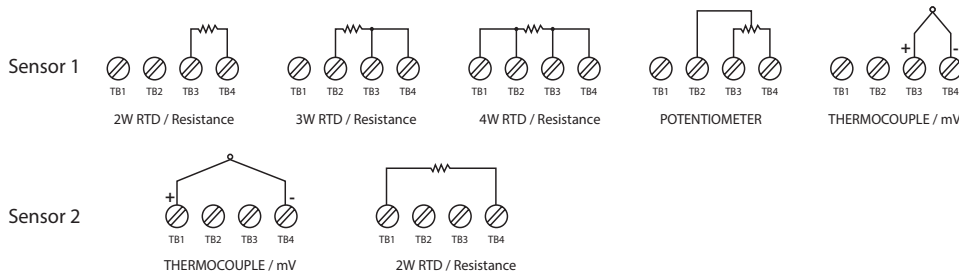 + -
+ -
Sensor 1
TB1 TB2 TB3 TB4 TB1 TB2 TB3 TB4 TB1 TB2 TB3 TB4 TB1 TB2 TB3 TB4 TB1 TB2 TB3 TB4
2W RTD / Resistance 3W RTD / Resistance 4W RTD / Resistance POTENTIOMETER THERMOCOUPLE / mV
Sensor 2
TB1 TB2 TB3 TB4 TB1 TB2 TB3 TB4
THERMOCOUPLE / mV 2W RTD / Resistance